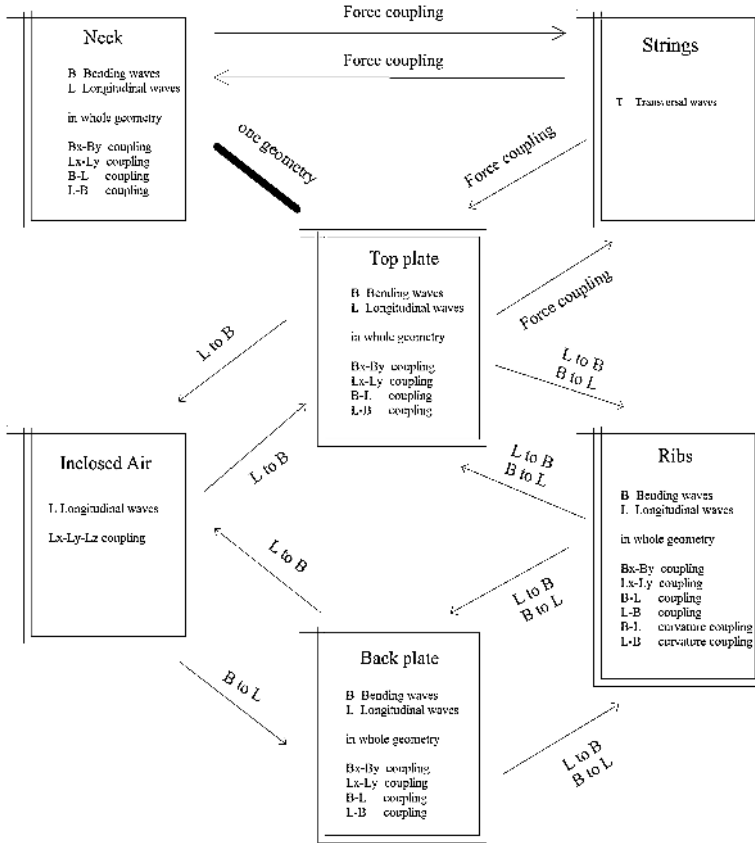 Force coupling
Neck
B Bending waves
L Longitudinal waves
in whole geometry
Bx-By coupling
Lx-Ly coupling
B-L coupling
L-B coupling
Force coupling
Strings
T Transversal waves
one geometry
Force coupling
Top plate
B Bending waves
L Longitudinal waves
in whole geometry
Bx-By coupling
Lx-Ly coupling
B-L coupling
L-B coupling
Force coupling
L to B
L to B
B to L
Inclosed Air
L Longitudinal waves
Lx-Ly-Lz coupling
L to B
L to B
B to L
Ribs
B Bending waves
L Longitudinal waves
in whole geometry
Bx-By coupling
Lx-Ly coupling
B-L coupling
L-B coupling
B-L curvature coupling
L-B curvature coupling
L to B
L to B
B to L
B to L
Back plate
B Bending waves
L Longitudinal waves
in whole geometry
Bx-By coupling
Lx-Ly coupling
B-L coupling
L-B coupling
L to B
B to L